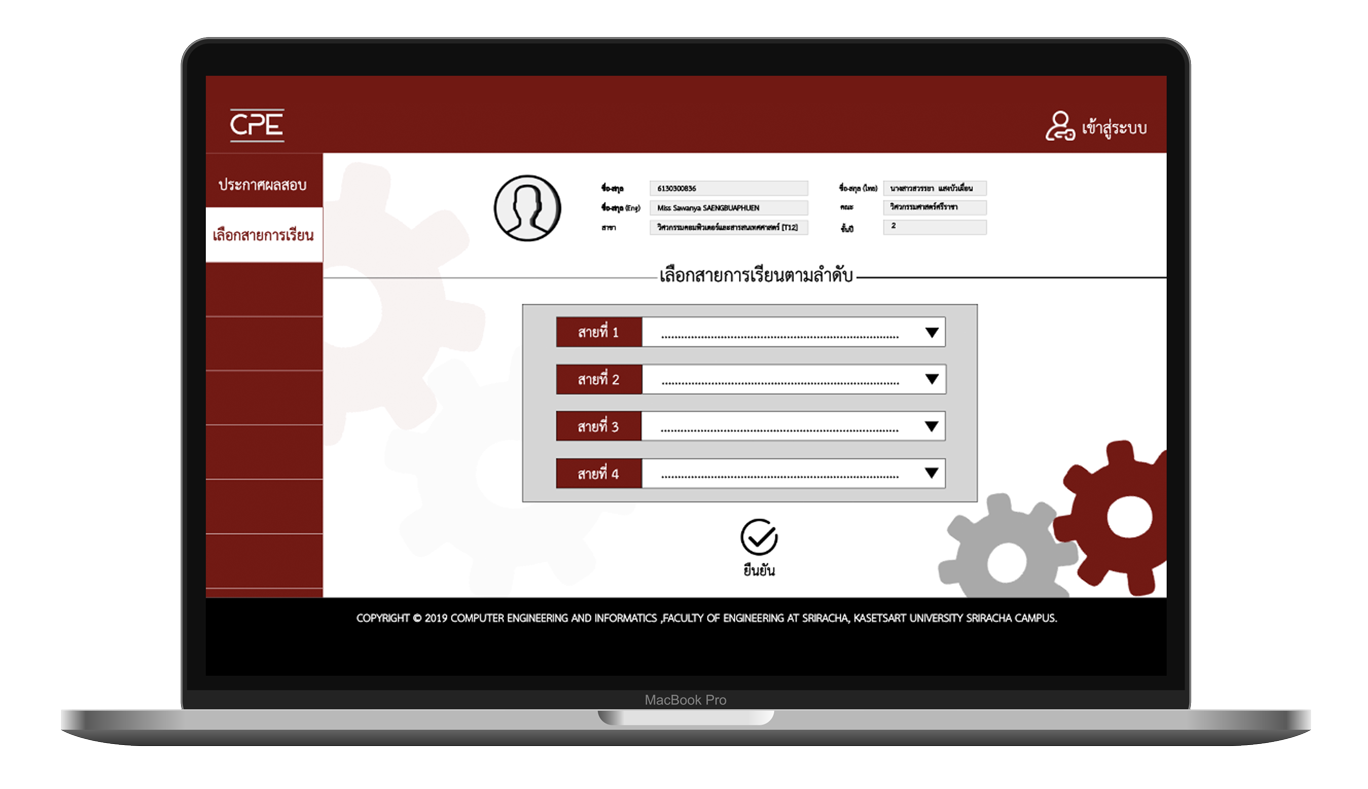 CPE
เข้าสู่ระบบ
ประกาศผลสอบ
เลือกสายการเรียน
ชื่อ-สกุล 6130300836 ชื่อ-สกุล (ไทย) นางสาวสวรรยา แสงบัวเผื่อน
ชื่อ-สกุล (Eng) Miss Sawanya SAENGBUAPHUEN คณะ วิศวกรรมศาสตร์ศรีราชา
สาขา วิศวกรรมคอมพิวเตอร์และสารสนเทศศาสตร์ [T12] ชั้นปี 2
เลือกสายการเรียนตามลำดับ
สายที่ 1
สายที่ 2
สายที่ 3
สายที่ 4
ยืนยัน
COPYRIGHT © 2019 COMPUTER ENGINEERING AND INFORMATICS ,FACULTY OF ENGINEERING AT SRIRACHA, KASETSART UNIVERSITY SRIRACHA CAMPUS.
MacBook Pro